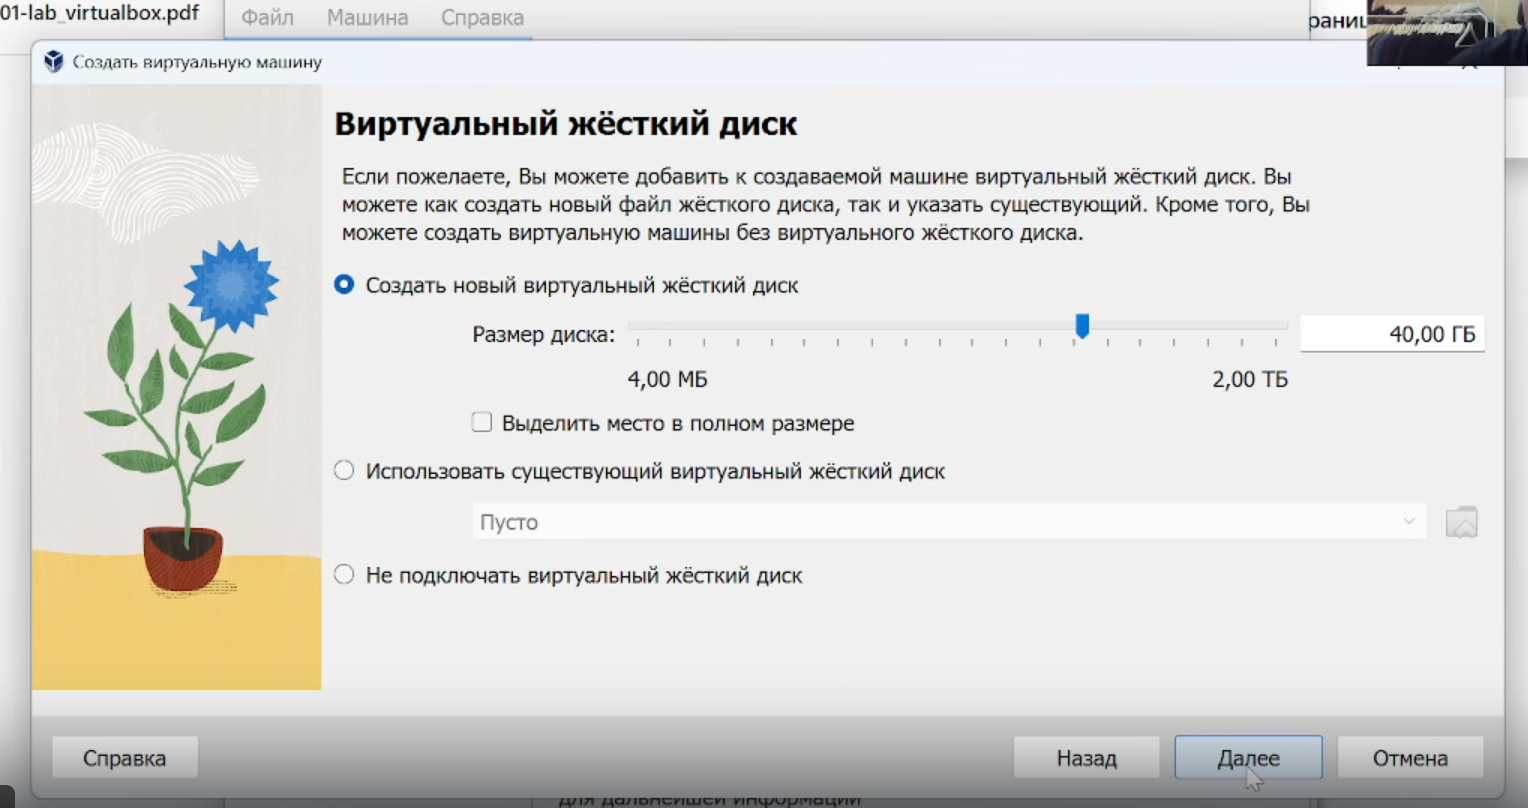 01-lab_virtualbox.pdf
Файл Машина Справка
Создать виртуальную машину
Виртуальный жёсткий диск
Если пожелаете, Вы можете добавить к создаваемой машине виртуальный жёсткий диск. Вы
можете как создать новый файл жёсткого диска, так и указать существующий. Кроме того, Вы
можете создать виртуальную машины без виртуального жёсткого диска.
Создать новый виртуальный жёсткий диск
Размер диска: 40,00 ГБ
4,00 МБ 2,00 ТБ
Выделить место в полном размере
Использовать существующий виртуальный жёсткий диск
Пусто
Не подключать виртуальный жёсткий диск
Справка Назад Далее Отмена
для дальнейшей информации